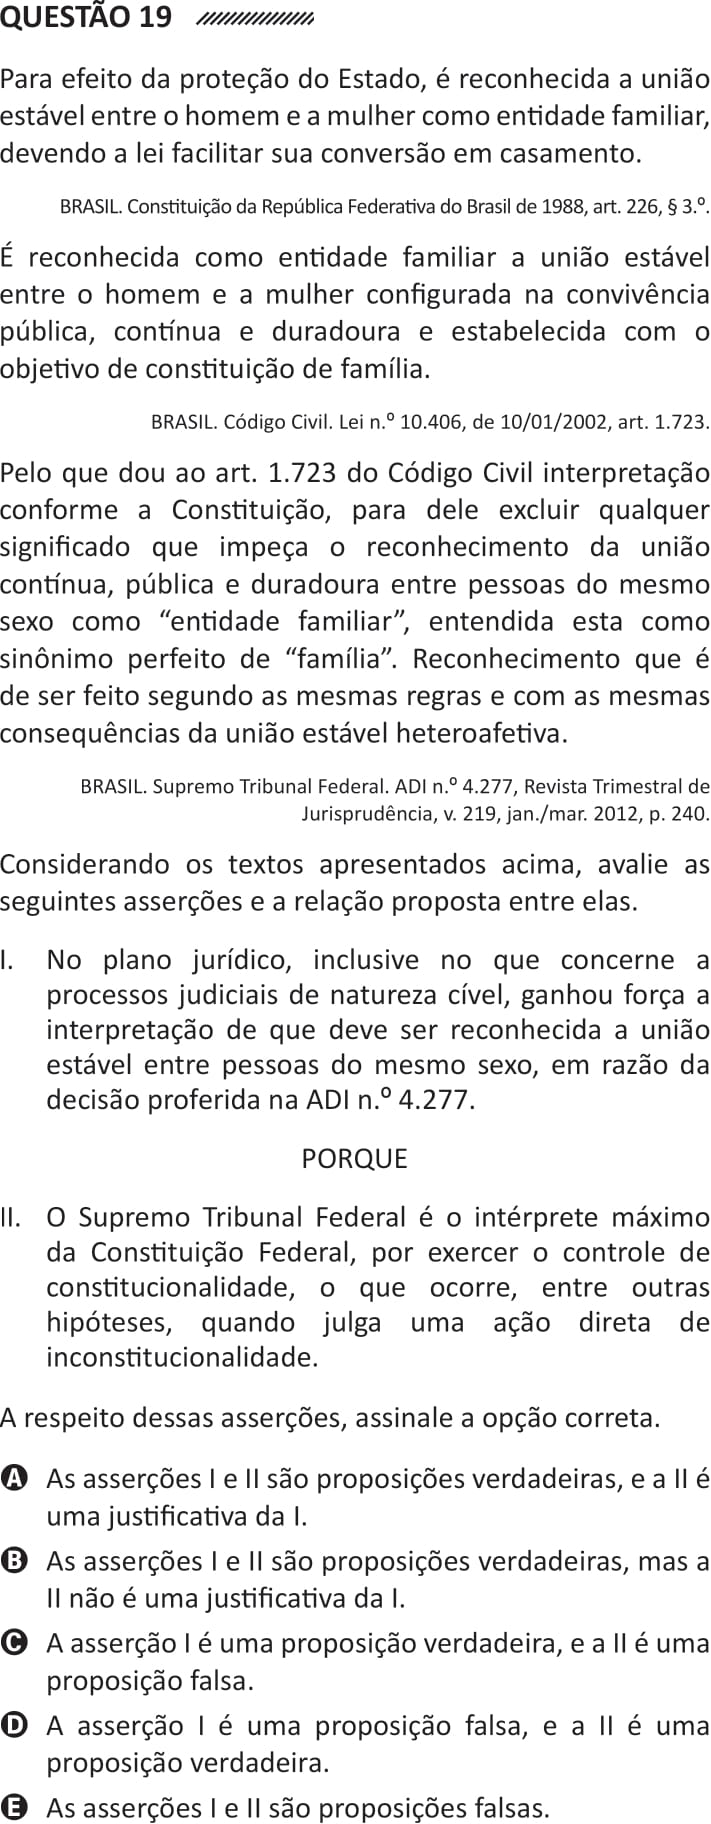 QUESTÃO 19
Para efeito da proteção do Estado, é reconhecida a união
estável entre o homem e a mulher como entidade familiar,
devendo a lei facilitar sua conversão em casamento.
BRASIL. Constituição da República Federativa do Brasil de 1988, art. 226, § 3.º.
É reconhecida como entidade familiar a união estável
entre o homem e a mulher configurada na convivência
pública, contínua e duradoura e estabelecida com o
objetivo de constituição de família.
BRASIL. Código Civil. Lei n.º 10.406, de 10/01/2002, art. 1.723.
Pelo que dou ao art. 1.723 do Código Civil interpretação
conforme a Constituição, para dele excluir qualquer
significado que impeça o reconhecimento da união
contínua, pública e duradoura entre pessoas do mesmo
sexo como “entidade familiar”, entendida esta como
sinônimo perfeito de “família”. Reconhecimento que é
de ser feito segundo as mesmas regras e com as mesmas
consequências da união estável heteroafetiva.
BRASIL. Supremo Tribunal Federal. ADI n.º 4.277, Revista Trimestral de
Jurisprudência, v. 219, jan./mar. 2012, p. 240.
Considerando os textos apresentados acima, avalie as
seguintes asserções e a relação proposta entre elas.
I. No plano jurídico, inclusive no que concerne a
processos judiciais de natureza cível, ganhou força a
interpretação de que deve ser reconhecida a união
estável entre pessoas do mesmo sexo, em razão da
decisão proferida na ADI n.º 4.277.
PORQUE
II. O Supremo Tribunal Federal é o intérprete máximo
da Constituição Federal, por exercer o controle de
constitucionalidade, o que ocorre, entre outras
hipóteses, quando julga uma ação direta de
inconstitucionalidade.
A respeito dessas asserções, assinale a opção correta.
A As asserções I e II são proposições verdadeiras, e a II é
uma justificativa da I.
B As asserções I e II são proposições verdadeiras, mas a
II não é uma justificativa da I.
C A asserção I é uma proposição verdadeira, e a II é uma
proposição falsa.
D A asserção I é uma proposição falsa, e a II é uma
proposição verdadeira.
E As asserções I e II são proposições falsas.